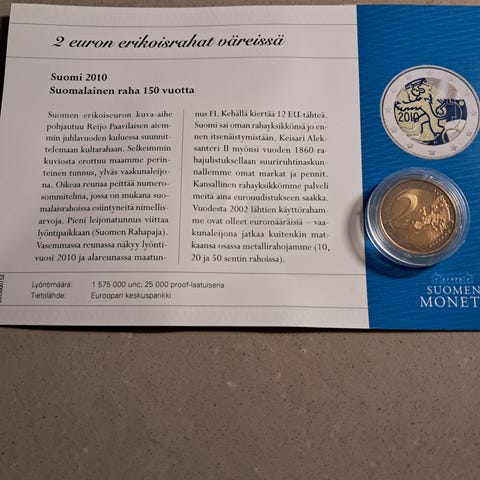 2 euron erikoisrahat väreissä
Suomi 2010
Suomalainen raha 150 vuotta
Suomen erikoiseuron kuva-aihe
pohjautuu Reijo Paavilaisen aiem-
min juhlavuoden kuluessa suunnit-
telemaan kultarahaan. Selkeimmin
kuviosta erottuu maamme perin-
teinen tunnus, ylväs vaakunaleijo-
na. Oikeaa reunaa peittää numero-
sommitelma, jossa on mukana suo-
malaisrahoissa esiintyneitä nimellis-
arvoja. Pieni leijonatunnus viittaa
lyöntipaikkaan (Suomen Rahapaja).
Vasemmassa reunassa näkyy lyönti-
vuosi 2010 ja alareunassa maatun-
nus FI. Kehällä kiertää 12 EU-tähteä.
Suomi sai oman rahayksikkönsä jo en-
nen itsenäistymistään. Keisari Alek-
santeri II myönsi vuoden 1860 ra-
hajulistuksellaan suuriruhtinaskun-
nallemme omat markat ja pennit.
Kansallinen rahayksikkömme palveli
meitä aina eurouudistukseen saakka.
Vuodesta 2002 lähtien käyttöraham-
me ovat olleet euromääräisiä – vaa-
kunaleijona jatkaa kuitenkin matkaansa osassa metallirahojamme (10,
20 ja 50 sentin rahoissa).
Lyöntimäärä: 1 575 000 unc; 25 000 proof-laatuisena
Tietolähde: Euroopan keskuspankki
2010
2
SUOMEN
MONET